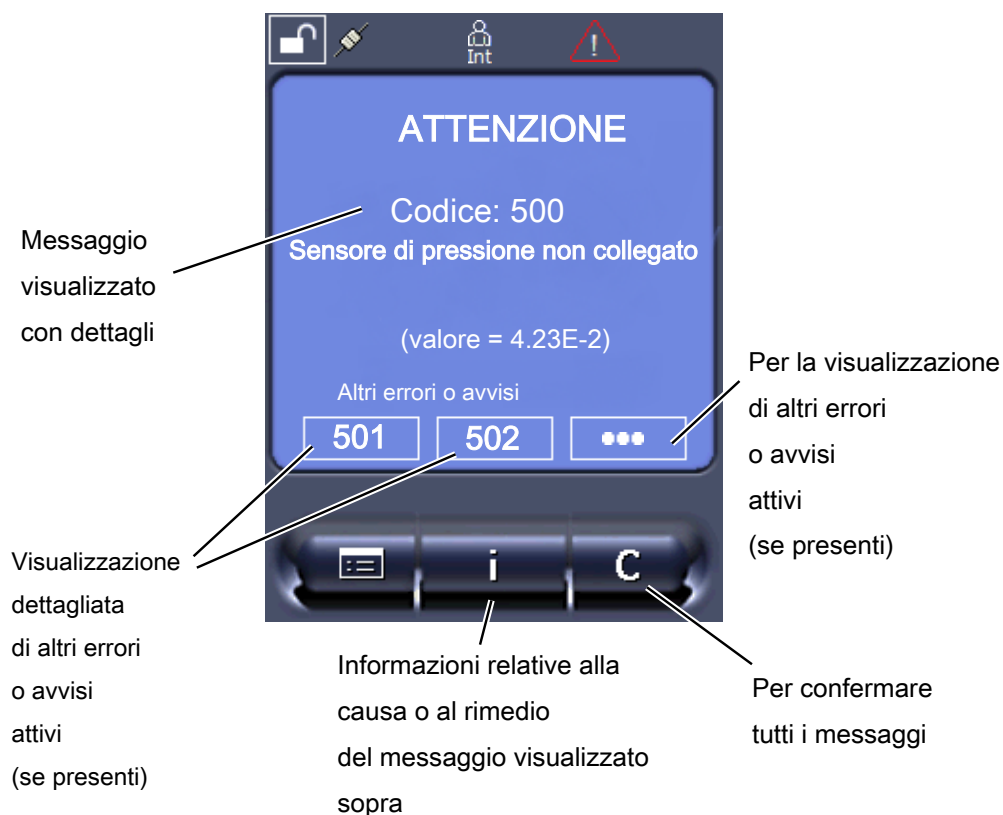 Int
!
ATTENZIONE
Codice: 500
Sensore di pressione non collegato
(valore = 4.23E-2)
Altri errori o avvisi
501
502
•••
i
C
Messaggio
visualizzato
con dettagli
Per la visualizzazione
di altri errori
o avvisi
attivi
(se presenti)
Visualizzazione
dettagliata
di altri errori
o avvisi
attivi
(se presenti)
Informazioni relative alla
causa o al rimedio
del messaggio visualizzato
sopra
Per confermare
tutti i messaggi